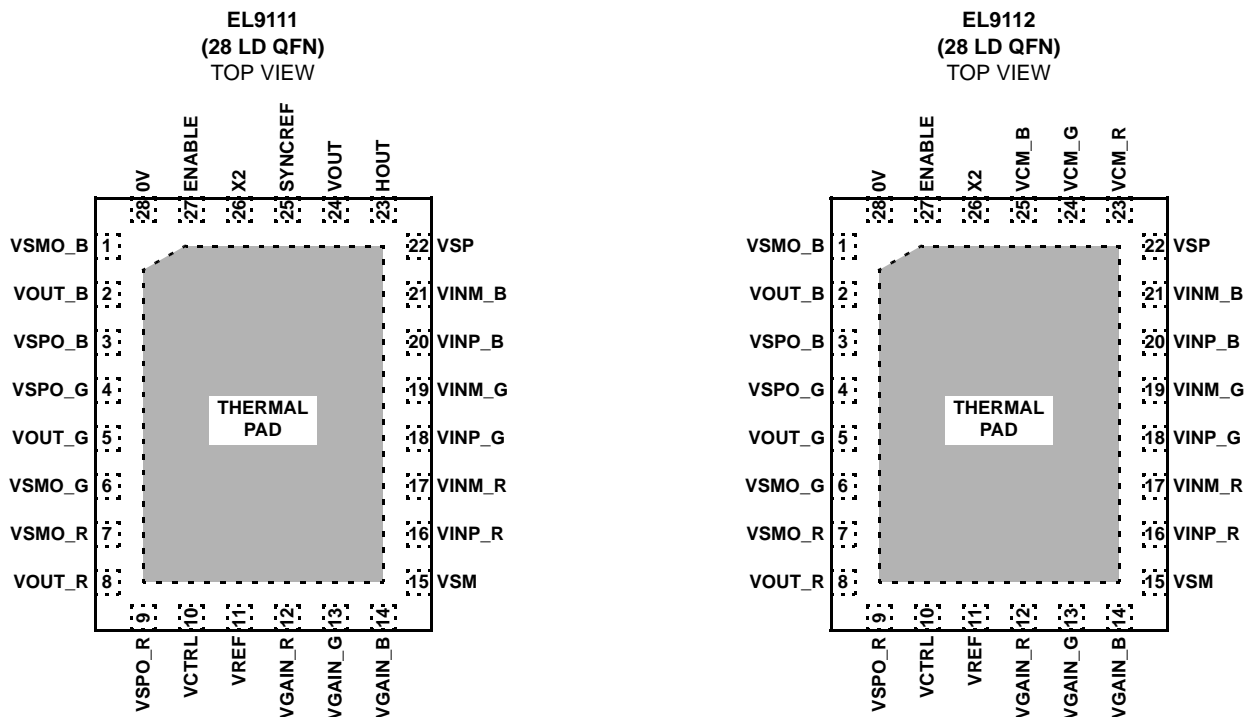 EL9111
(28 LD QFN)
TOP VIEW
28 0V
27 ENABLE
26 X2
25 SYNCREF
24 VOUT
23 HOUT
VSMO_B 1
VOUT_B 2
VSPO_B 3
VSPO_G 4
VOUT_G 5
VSMO_G 6
VSMO_R 7
VOUT_R 8
THERMAL
PAD
22 VSP
21 VINM_B
20 VINP_B
19 VINM_G
18 VINP_G
17 VINM_R
16 VINP_R
15 VSM
VSPO_R 9
VCTRL 10
VREF 11
VGAIN_R 12
VGAIN_G 13
VGAIN_B 14
EL9112
(28 LD QFN)
TOP VIEW
28 0V
27 ENABLE
26 X2
25 VCM_B
24 VCM_G
23 VCM_R
VSMO_B 1
VOUT_B 2
VSPO_B 3
VSPO_G 4
VOUT_G 5
VSMO_G 6
VSMO_R 7
VOUT_R 8
THERMAL
PAD
22 VSP
21 VINM_B
20 VINP_B
19 VINM_G
18 VINP_G
17 VINM_R
16 VINP_R
15 VSM
VSPO_R 9
VCTRL 10
VREF 11
VGAIN_R 12
VGAIN_G 13
VGAIN_B 14